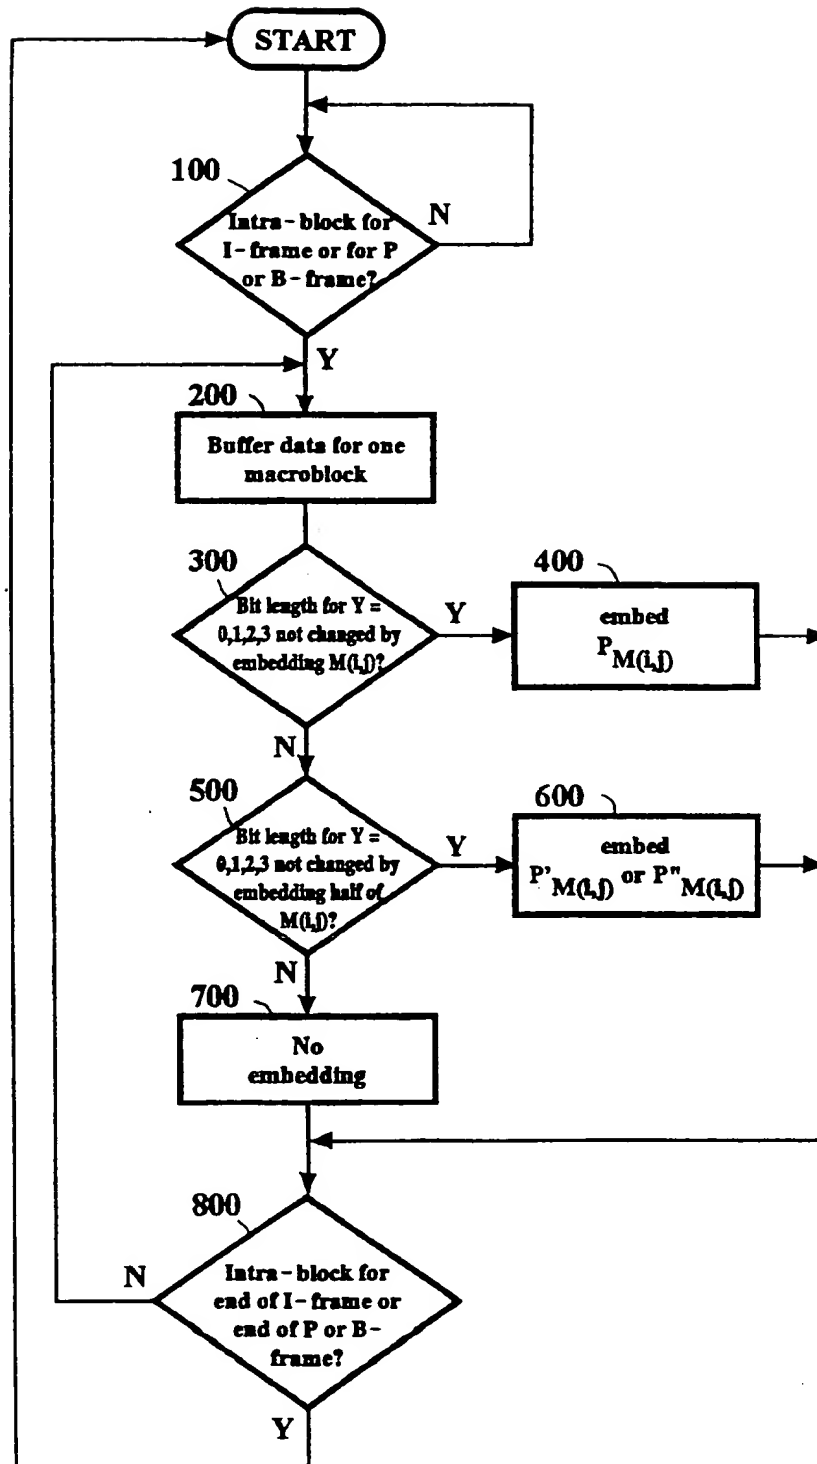 START
100
Intra-block for
I-frame or for P
or B-frame?
N
Y
200
Buffer data for one
macroblock
300
Bit length for Y =
0,1,2,3 not changed by
embedding M(i,j)?
Y
400
embed
P M(i,j)
N
500
Bit length for Y =
0,1,2,3 not changed by
embedding half of
M(i,j)?
Y
600
embed
P' M(i,j) or P" M(i,j)
N
700
No
embedding
800
Intra-block for
end of I-frame or
end of P or B-
frame?
N
Y